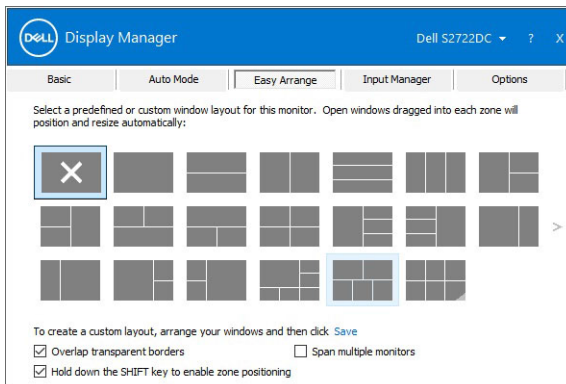 DELL Display Manager Dell S2722DC ? X
Basic Auto Mode Easy Arrange Input Manager Options
Select a predefined or custom window layout for this monitor. Open windows dragged into each zone will
position and resize automatically:
To create a custom layout, arrange your windows and then click Save
Overlap transparent borders Span multiple monitors
Hold down the SHIFT key to enable zone positioning